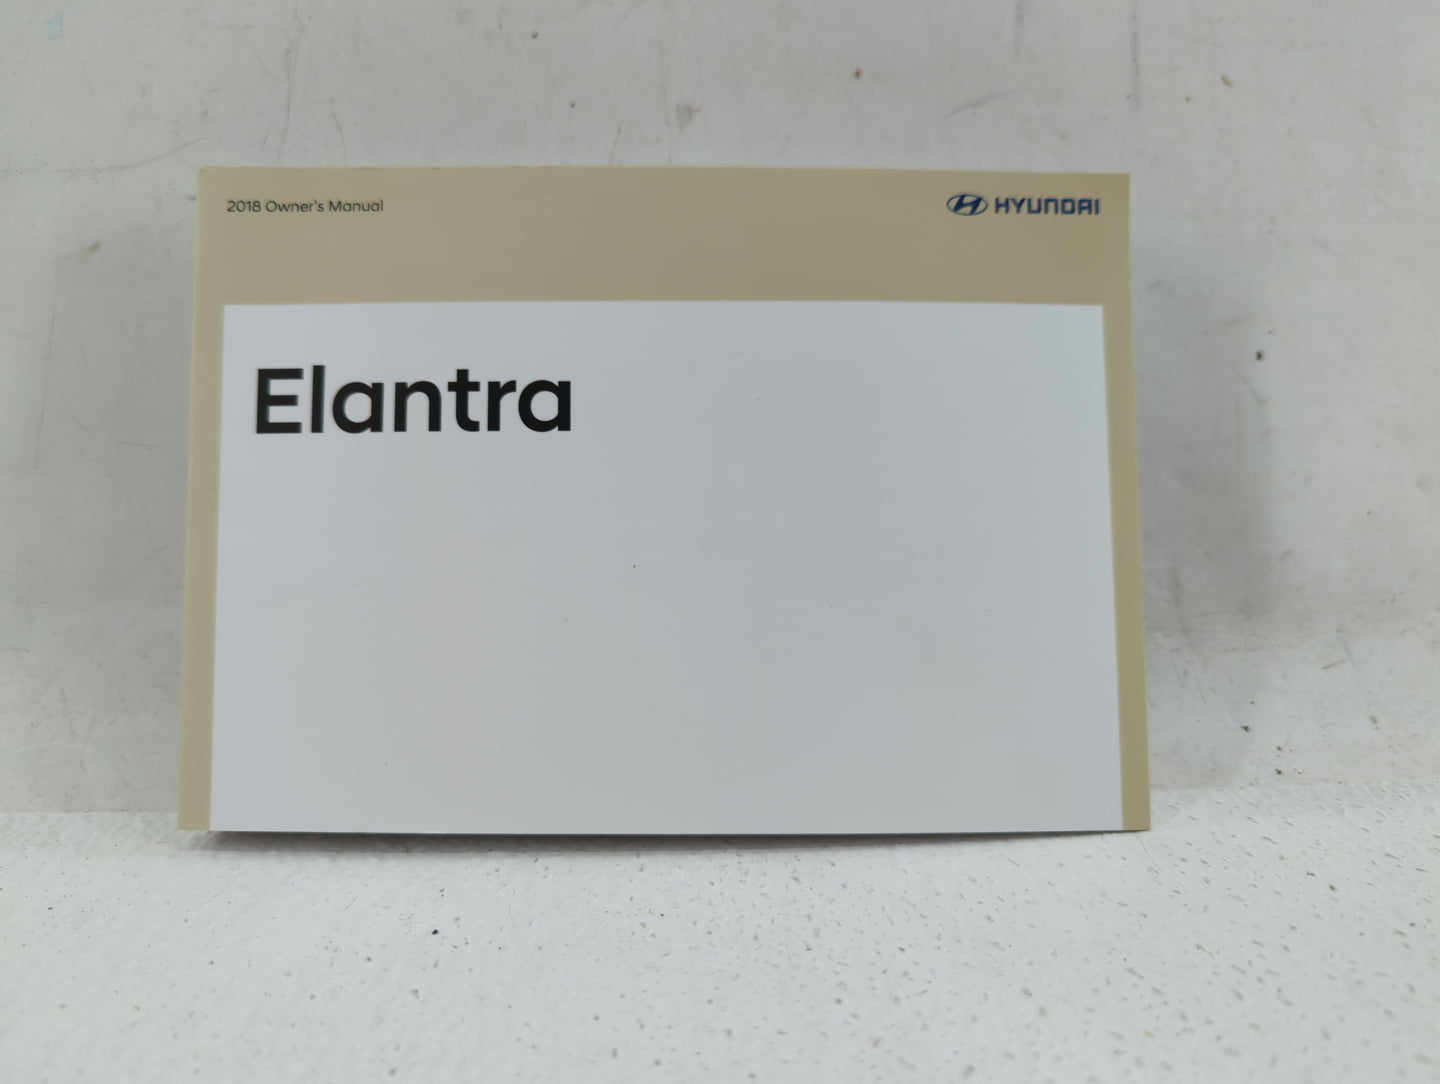 2018 Owner's Manual
HYUNDAI
Elantra